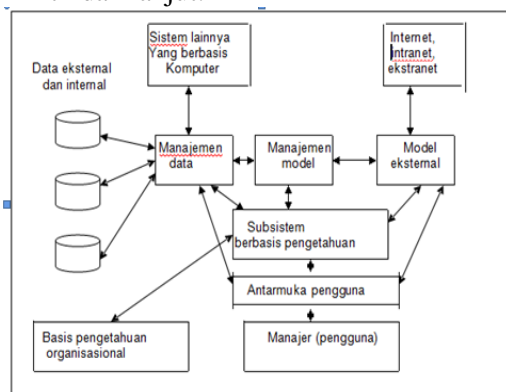 Sistem lainnya
Yang berbasis
Komputer
Internet,
intranet,
ekstranet
Data eksternal
dan internal
Manajemen
data
Manajemen
model
Model
eksternal
Subsistem
berbasis pengetahuan
Antarmuka pengguna
Basis pengetahuan
organisasional
Manajer (pengguna)